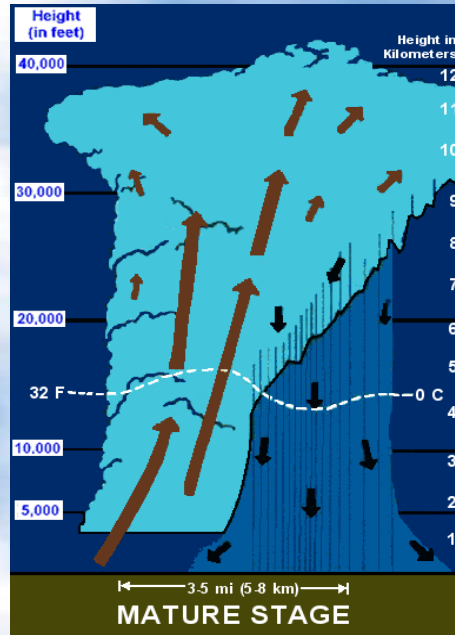 Height
(in feet)
Height in
Kilometers
40,000
12
11
10
30,000
9
8
7
20,000
6
5
32 F
0 C
4
10,000
3
5,000
2
1
3-5 mi (5-8 km)
MATURE STAGE